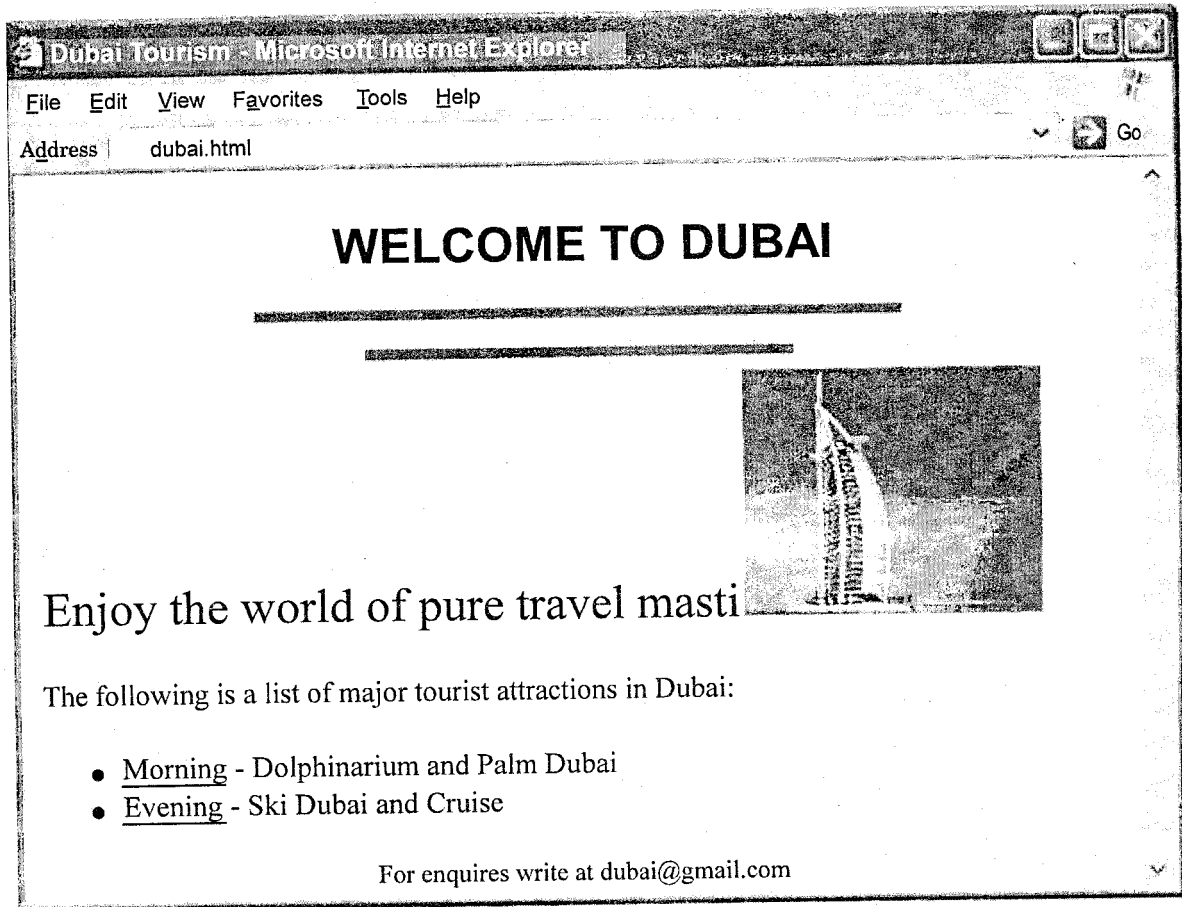 Dubai Tourism - Microsoft Internet Explorer
File Edit View Favorites Tools Help
Address dubai.html Go
WELCOME TO DUBAI
Enjoy the world of pure travel masti
The following is a list of major tourist attractions in Dubai:
• Morning - Dolphinarium and Palm Dubai
• Evening - Ski Dubai and Cruise
For enquires write at dubai@gmail.com